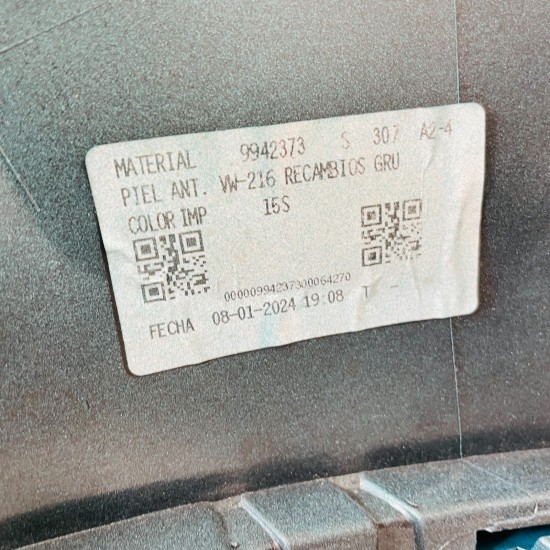 MATERIAL 9942373 S 307 A2-4
PIEL ANT. VW-216 RECAMBIOS GRU
COLOR IMP 15S
00000994237300064270
FECHA 08-01-2024 19:08 T -